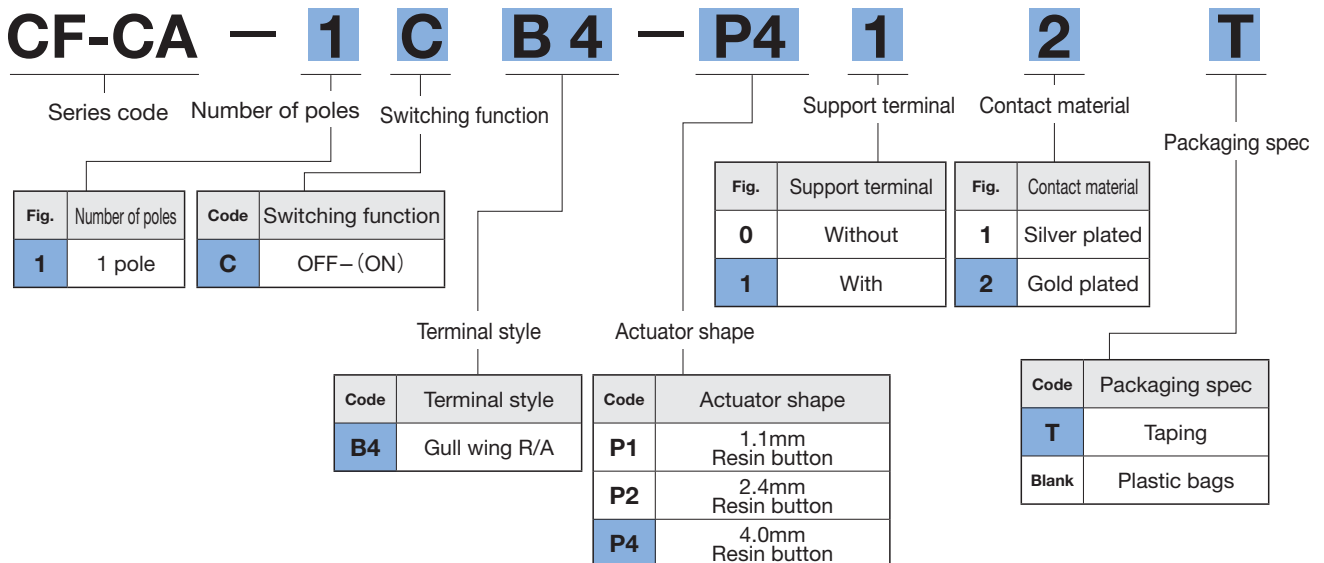 CF-CA — 1 C B 4 — P4 1 2 T
Series code
Number of poles
Switching function
Support terminal
Contact material
Packaging spec
Fig. Number of poles
1 1 pole
Code Switching function
C OFF–(ON)
Fig. Support terminal
0 Without
1 With
Fig. Contact material
1 Silver plated
2 Gold plated
Terminal style
Actuator shape
Code Terminal style
B4 Gull wing R/A
Code Actuator shape
P1 1.1mm
Resin button
P2 2.4mm
Resin button
P4 4.0mm
Resin button
Code Packaging spec
T Taping
Blank Plastic bags